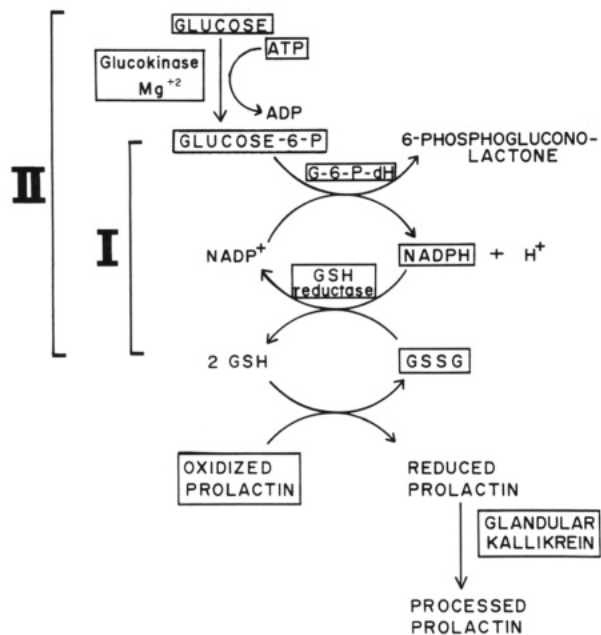 GLUCOSE
ATP
Glucokinase
Mg+2
ADP
GLUCOSE-6-P
6-PHOSPHOGLUCONO-
LACTONE
G-6-P-dH
II
I
NADP+
NADPH + H+
GSH
reductase
2 GSH
GSSG
OXIDIZED
PROLACTIN
REDUCED
PROLACTIN
GLANDULAR
KALLIKREIN
PROCESSED
PROLACTIN